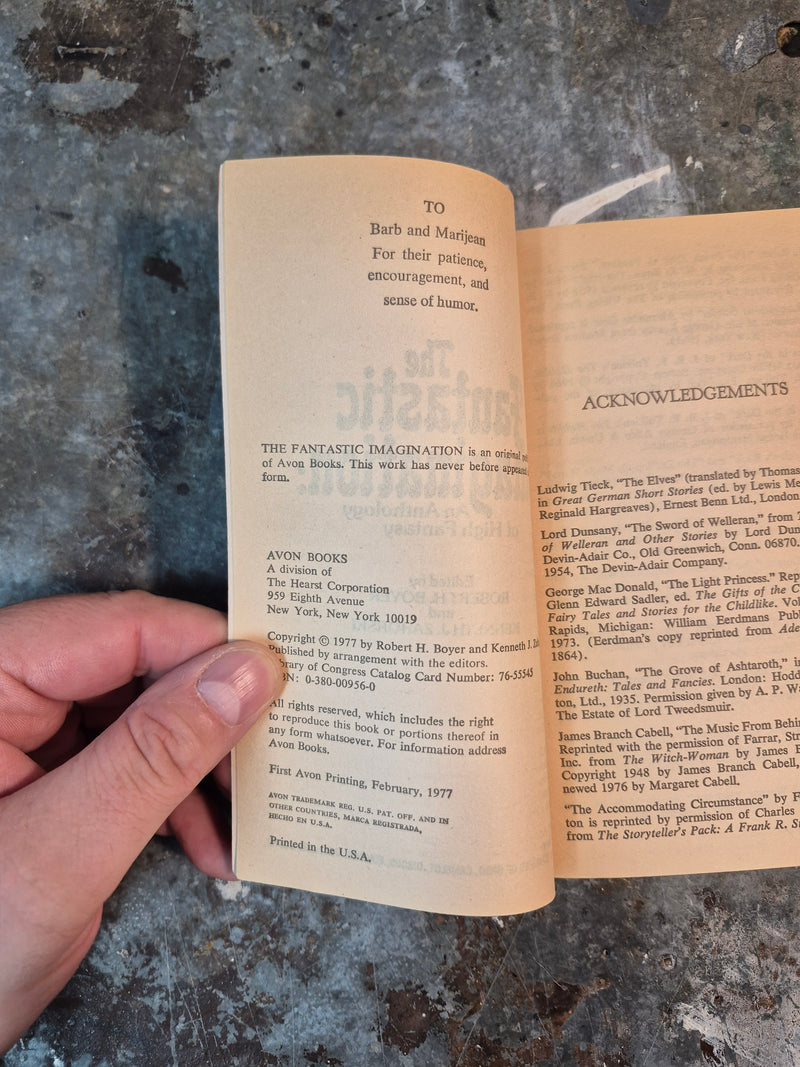 TO
Barb and Marijean
For their patience,
encouragement, and
sense of humor.
THE FANTASTIC IMAGINATION is an original
of Avon Books. This work has never before appeared
form.
AVON BOOKS
A division of
The Hearst Corporation
959 Eighth Avenue
New York, New York 10019
Copyright © 1977 by Robert H. Boyer and Kenneth J.
Published by arrangement with the editors.
Library of Congress Catalog Card Number: 76-55545
0-380-00956-0
All rights reserved, which includes the right
to reproduce this book or portions thereof in
any form whatsoever. For information address
Avon Books.
First Avon Printing, February, 1977
AVON TRADEMARK REG. U.S. PAT. OFF. AND IN
OTHER COUNTRIES, MARCA REGISTRADA,
HECHO EN U.S.A.
Printed in the U.S.A.
ACKNOWLEDGEMENTS
Ludwig Tieck, "The Elves" (translated by Thomas
in Great German Short Stories (ed. by Lewis
Reginald Hargreaves), Ernest Benn Ltd., London
Lord Dunsany, "The Sword of Welleran," from
of Welleran and Other Stories by Lord
Devin-Adair Co., Old Greenwich, Conn. 06870.
1954, The Devin-Adair Company.
George Mac Donald, "The Light Princess."
Glenn Edward Sadler, ed. The Gifts of the
Fairy Tales and Stories for the Childlike.
Rapids, Michigan: William Eerdmans
1973. (Eerdman's copy reprinted from
1864).
John Buchan, "The Grove of Ashtaroth,"
Endureth: Tales and Fancies. London:
ton, Ltd., 1935. Permission given by A. P.
The Estate of Lord Tweedsmuir.
James Branch Cabell, "The Music From
Reprinted with the permission of Farrar,
Inc. from The Witch-Woman by James
Copyright 1948 by James Branch Cabell,
newed 1976 by Margaret Cabell.
"The Accommodating Circumstance" by
ton is reprinted by permission of Charles
from The Storyteller's Pack: A Frank R.